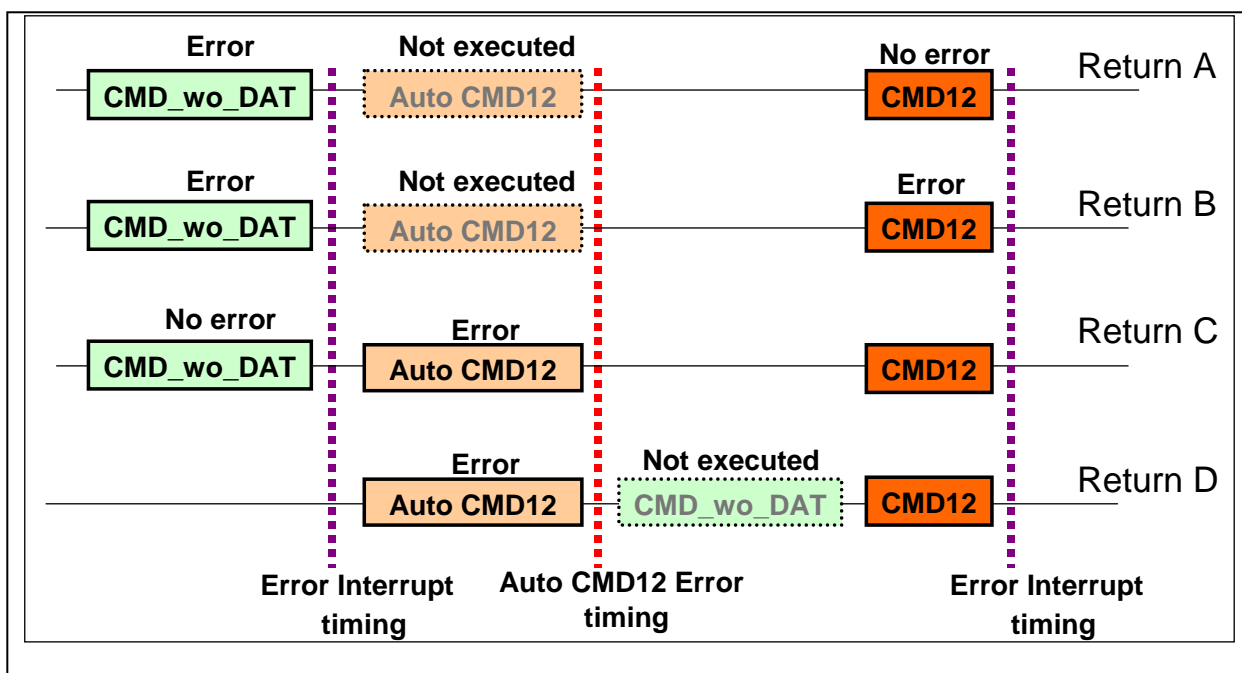 Error Not executed No error Return A
CMD_wo_DAT Auto CMD12 CMD12
Error Not executed Error Return B
CMD_wo_DAT Auto CMD12 CMD12
No error Error Return C
CMD_wo_DAT Auto CMD12 CMD12
Error Not executed Return D
Auto CMD12 CMD_wo_DAT CMD12
Error Interrupt Auto CMD12 Error Error Interrupt
timing timing timing